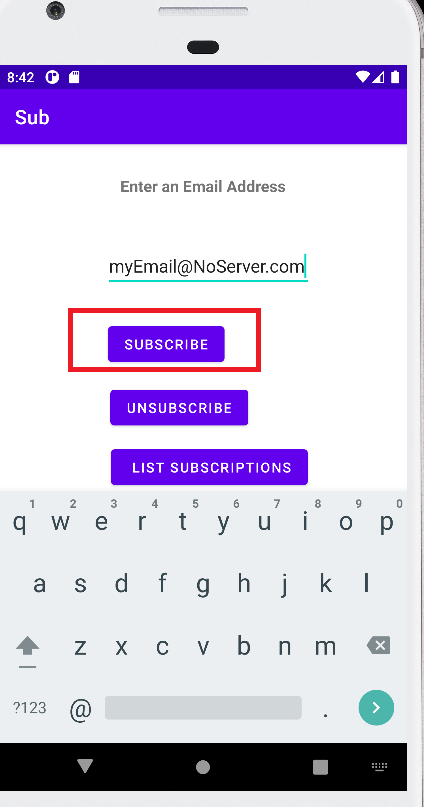 8:42
Sub
Enter an Email Address
myEmail@NoServer.com
SUBSCRIBE
UNSUBSCRIBE
LIST SUBSCRIPTIONS
1 2 3 4 5 6 7 8 9 0
q w e r t y u i o p
a s d f g h j k l
z x c v b n m
?123 @ .